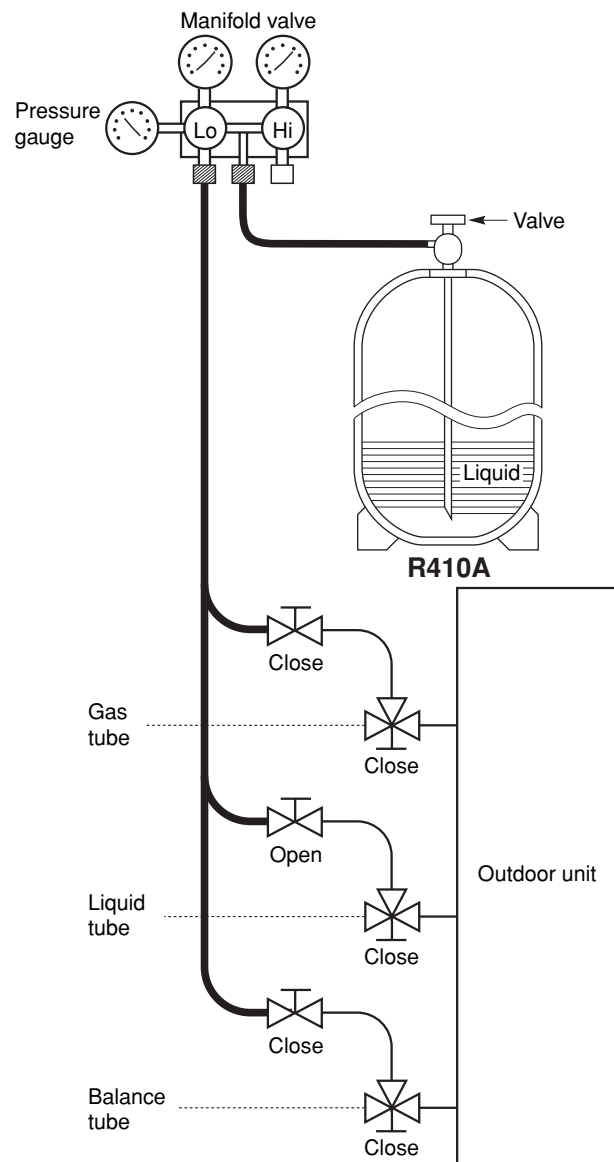 Manifold valve
Pressure
gauge
Lo
Hi
Valve
Liquid
R410A
Close
Gas
tube
Close
Open
Outdoor unit
Liquid
tube
Close
Close
Balance
tube
Close